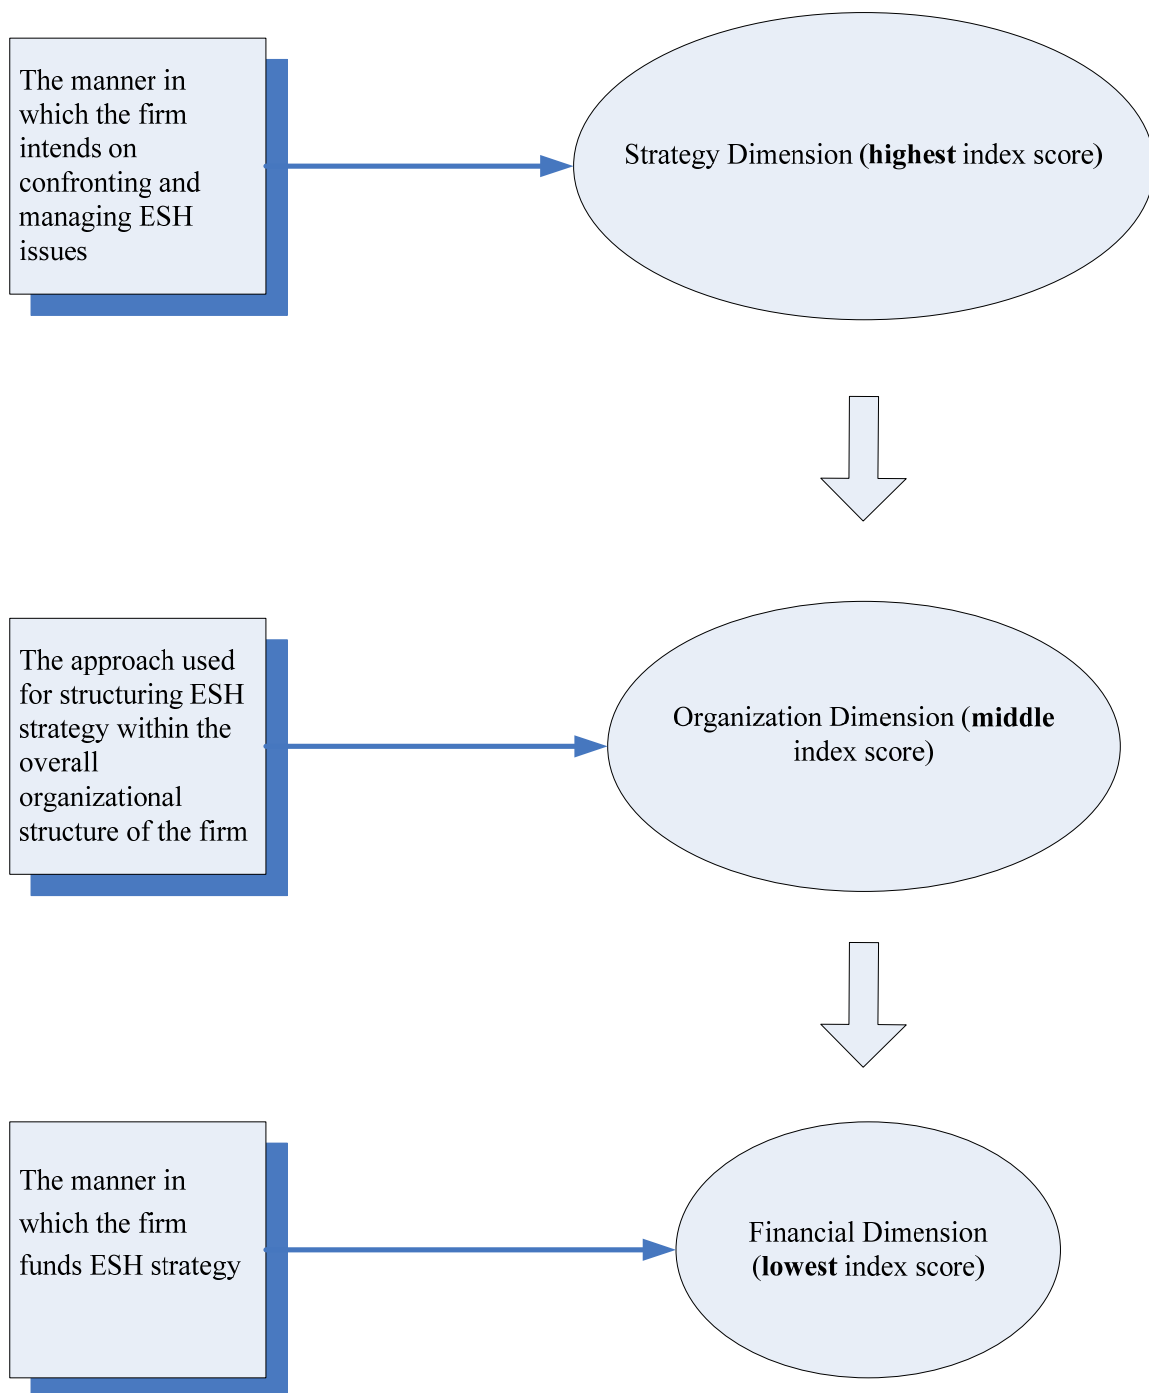 The manner in
which the firm
intends on
confronting and
managing ESH
issues
Strategy Dimension (highest index score)
The approach used
for structuring ESH
strategy within the
overall
organizational
structure of the firm
Organization Dimension (middle
index score)
The manner in
which the firm
funds ESH strategy
Financial Dimension
(lowest index score)